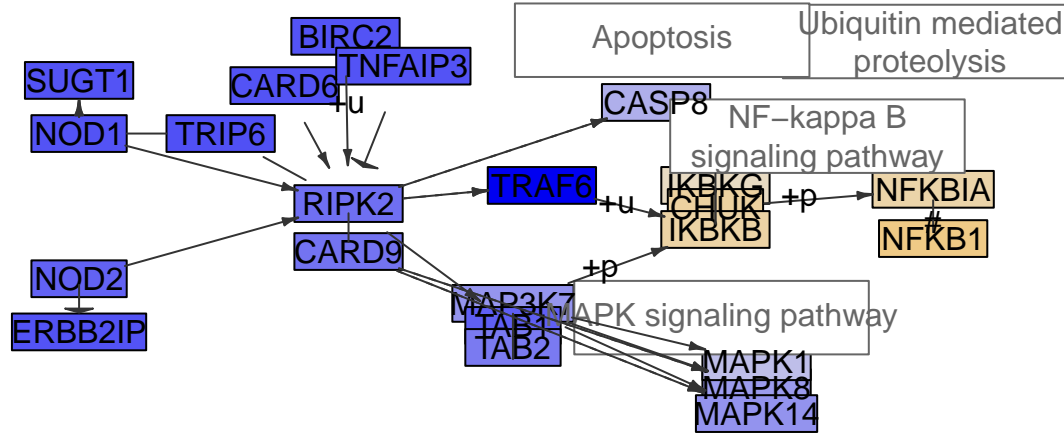 BIRC2
Apoptosis
Ubiquitin mediated
proteolysis
TNFAIP3
SUGT1
CARD6
+u
CASP8
NOD1
TRIP6
NF−kappa B
signaling pathway
RIPK2
TRAF6
+u
IKBKG
CHUK
IKBKB
+p
NFKBIA
#
NFKB1
CARD9
NOD2
+p
ERBB2IP
MAP3K7
TAB1
TAB2
MAPK signaling pathway
MAPK1
MAPK8
MAPK14